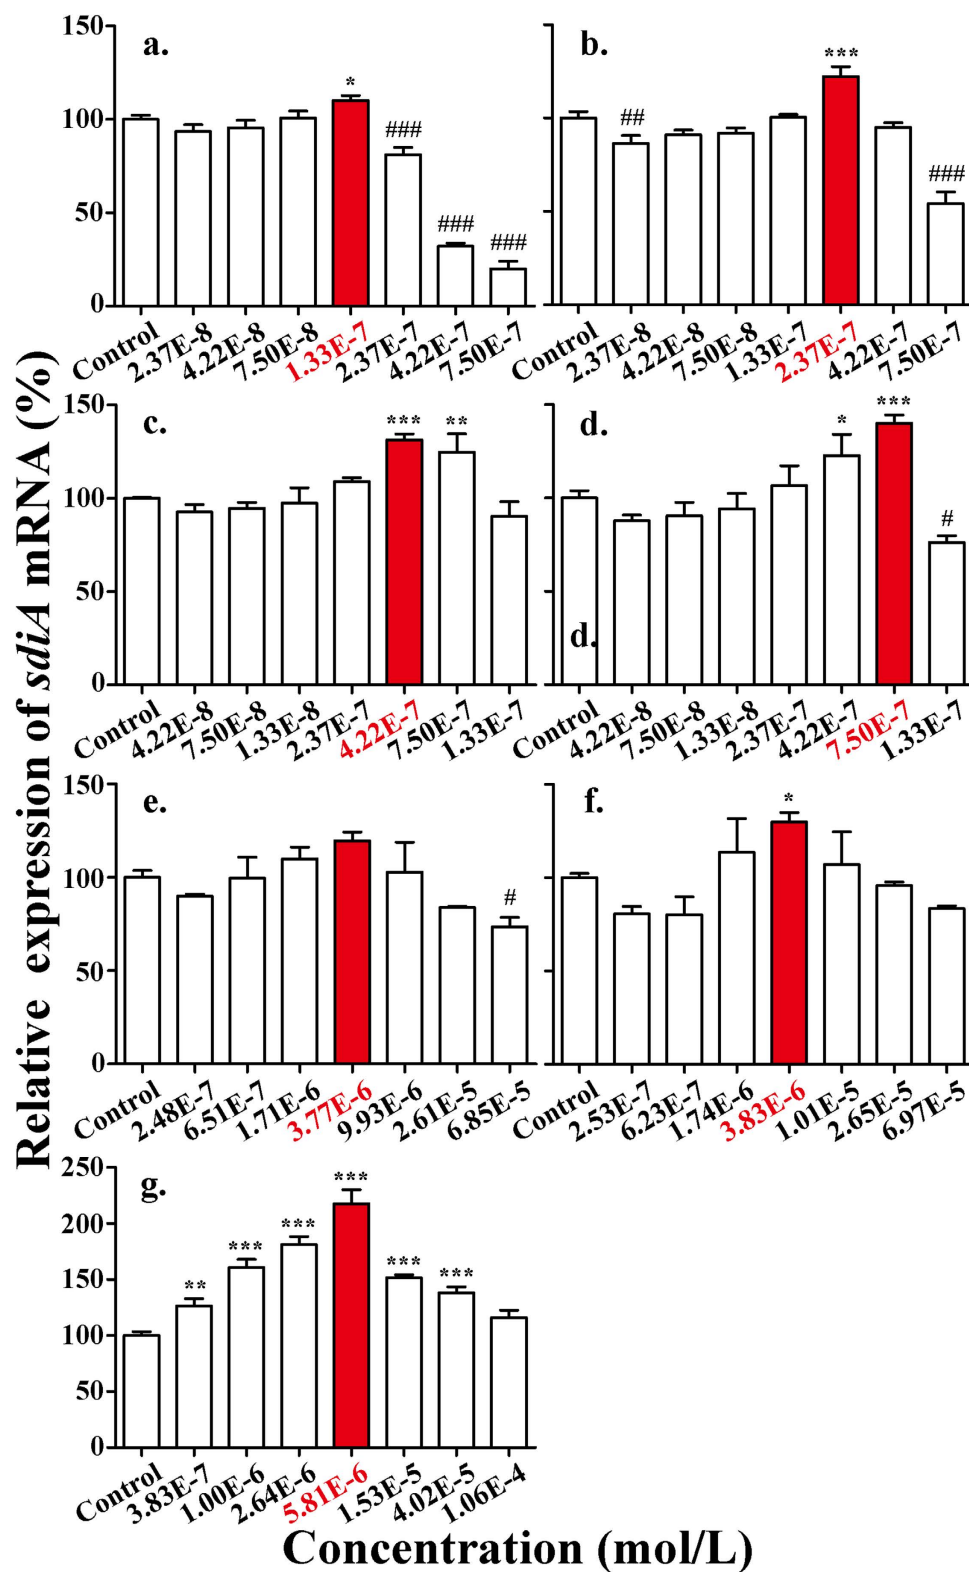 Relative expression of sdiA mRNA (%)
a.
150
100
50
0
*
###
###
###
Control
2.37E-8
4.22E-8
7.50E-8
1.33E-7
2.37E-7
4.22E-7
7.50E-7
b.
##
***
###
Control
2.37E-8
4.22E-8
7.50E-8
1.33E-7
2.37E-7
4.22E-7
7.50E-7
c.
150
100
50
0
***
**
Control
4.22E-8
7.50E-8
1.33E-8
2.37E-7
4.22E-7
7.50E-7
1.33E-7
d.
*
***
#
d.
Control
4.22E-8
7.50E-8
1.33E-8
2.37E-7
4.22E-7
7.50E-7
1.33E-7
e.
150
100
50
0
#
Control
2.48E-7
6.51E-7
1.71E-6
3.77E-6
9.93E-6
2.61E-5
6.85E-5
f.
*
Control
2.53E-7
6.23E-7
1.74E-6
3.83E-6
1.01E-5
2.65E-5
6.97E-5
g.
250
200
150
100
50
0
**
***
***
***
***
***
Control
3.83E-7
1.00E-6
2.64E-6
5.81E-6
1.53E-5
4.02E-5
1.06E-4
Concentration (mol/L)